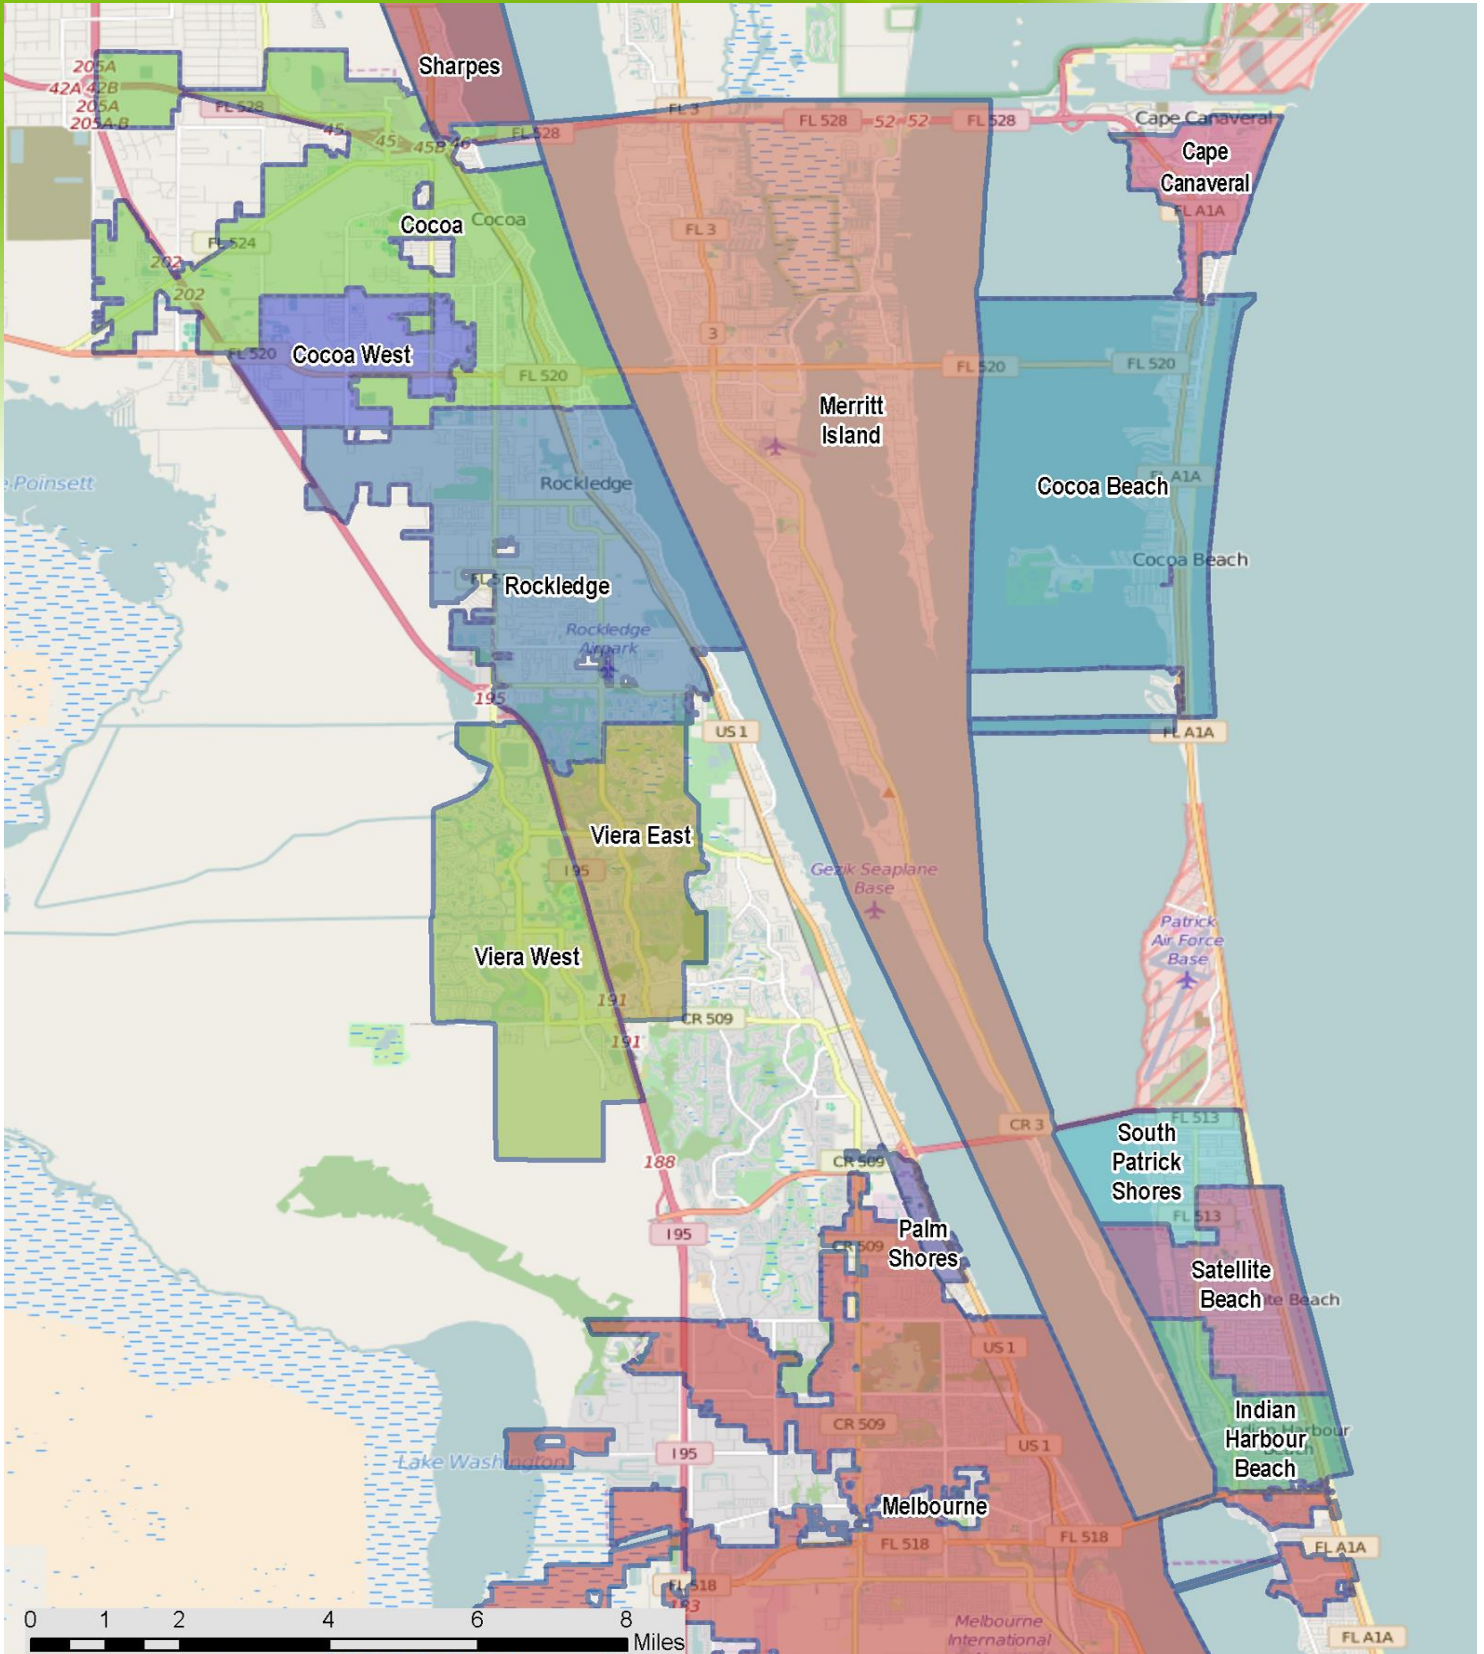 Sharpes
205A
42A 42B
205A
205A-B
FL 528
45
45
45B
46
FL 528
FL 3
FL 528
52
52
FL 528
Cape Canaveral
Cape
Canaveral
FL A1A
Cocoa
Cocoa
FL 524
FL 3
202
202
3
FL 520
Cocoa West
FL 520
FL 520
FL 520
Merritt
Island
Cocoa Beach
A1A
Poinsett
Rockledge
Cocoa Beach
Rockledge
Rockledge
Airpark
195
US 1
FL A1A
Viera East
I 95
Gezik Seaplane
Base
Patrick
Air Force
Base
Viera West
191
CR 509
191
CR 3
FL 513
South
Patrick
Shores
188
CR 509
FL 513
I 95
CR 509
Palm
Shores
Satellite
Beach
Beach
US 1
CR 509
Indian
Harbour
Beach
I 95
US 1
Lake Washington
Melbourne
FL 518
FL 518
FL A1A
FL 518
183
Melbourne
International
FL A1A
0 1 2 4 6 8
Miles